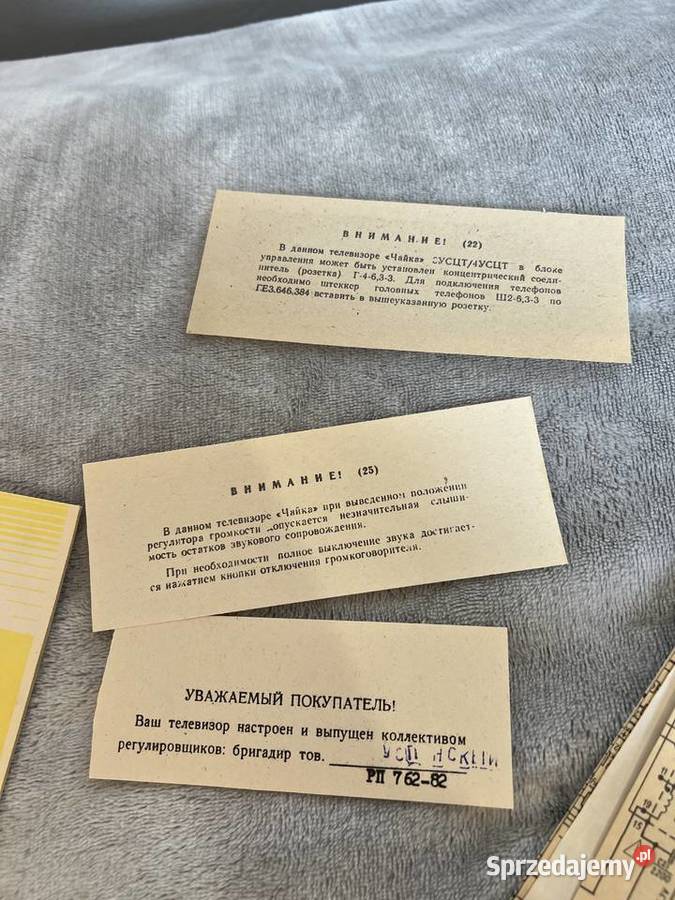 ВНИМАНИЕ! (22)
В данном телевизоре «Чайка» 3УСЦТ/4УСЦТ в блоке
управления может быть установлен концентрический соеди-
нитель (розетка) Г-4-6,3-3. Для подключения телефонов
необходимо штеккер головных телефонов Ш2-6,3-3 по
ГЕ3.646.384 вставить в вышеуказанную розетку.
ВНИМАНИЕ! (25)
В данном телевизоре «Чайка» при выведенном положении
регулятора громкости допускается незначительная слыши-
мость остатков звукового сопровождения.
При необходимости полное выключение звука достигает-
ся нажатием кнопки отключения громкоговорителя.
УВАЖАЕМЫЙ ПОКУПАТЕЛЬ!
Ваш телевизор настроен и выпущен коллективом
регулировщиков: бригадир тов.
РП 762-82
Sprzedajemy.pl